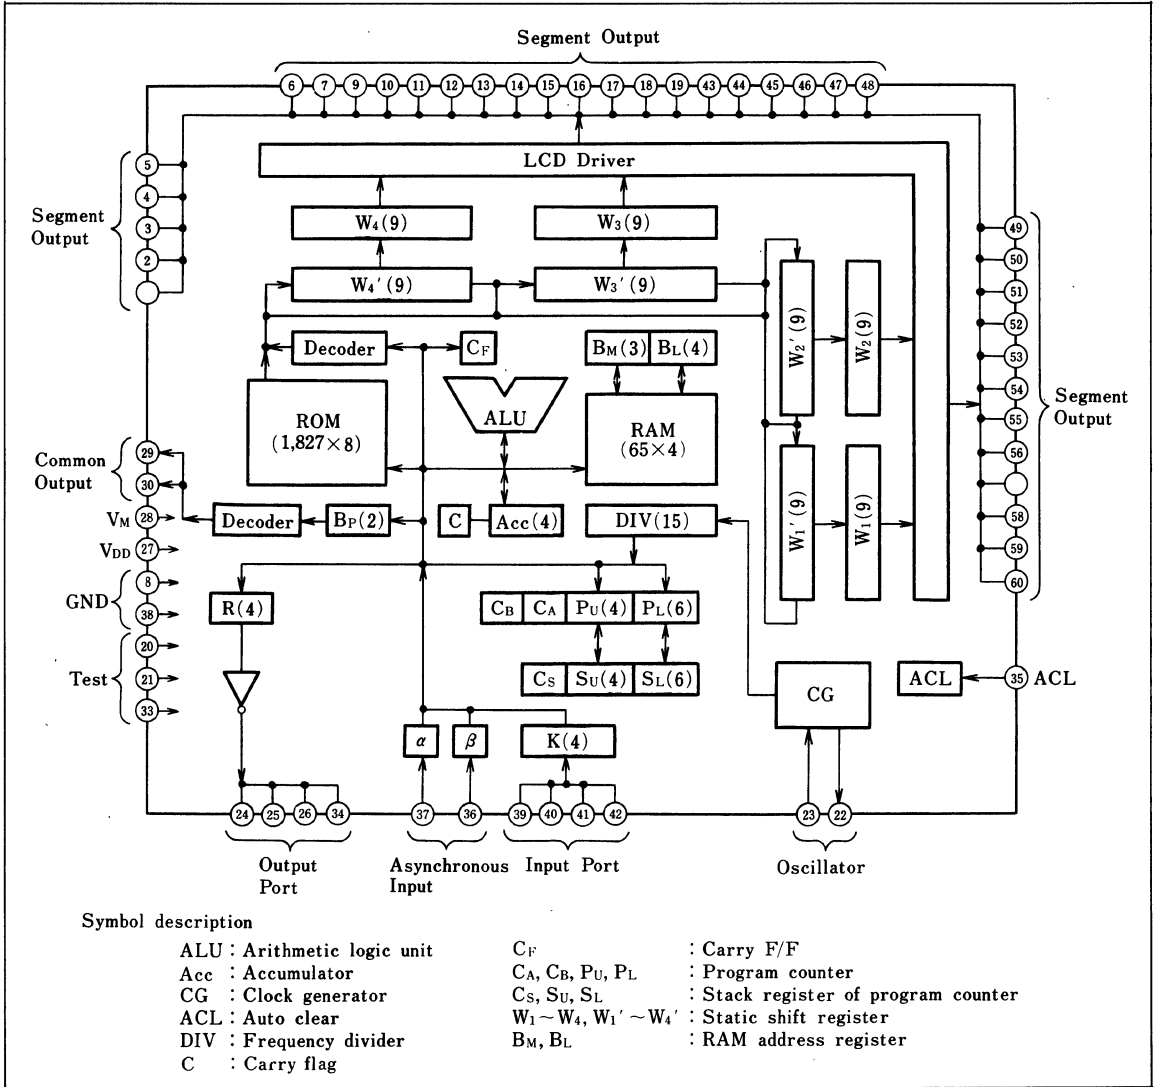 Segment Output
6 7 9 10 11 12 13 14 15 16 17 18 19 43 44 45 46 47 48
LCD Driver
5
4
3
2
Segment
Output
W4(9)
W3(9)
W4'(9)
W3'(9)
W2'(9)
W2(9)
49
50
51
52
53
54
55
56
58
59
60
Segment
Output
Decoder
CF
BM(3)
BL(4)
ROM
(1,827×8)
ALU
RAM
(65×4)
W1'(9)
W1(9)
29
30
Common
Output
VM 28
VDD 27
8
38
GND
20
21
33
Test
Decoder
BP(2)
C
Acc(4)
DIV(15)
R(4)
CB
CA
PU(4)
PL(6)
CS
SU(4)
SL(6)
CG
ACL
35 ACL
α
β
K(4)
24 25 26 34 37 36 39 40 41 42 23 22
Output
Port
Asynchronous
Input
Input Port
Oscillator
Symbol description
ALU : Arithmetic logic unit
Acc : Accumulator
CG : Clock generator
ACL : Auto clear
DIV : Frequency divider
C : Carry flag
CF : Carry F/F
CA, CB, PU, PL : Program counter
CS, SU, SL : Stack register of program counter
W1~W4, W1'~W4' : Static shift register
BM, BL : RAM address register